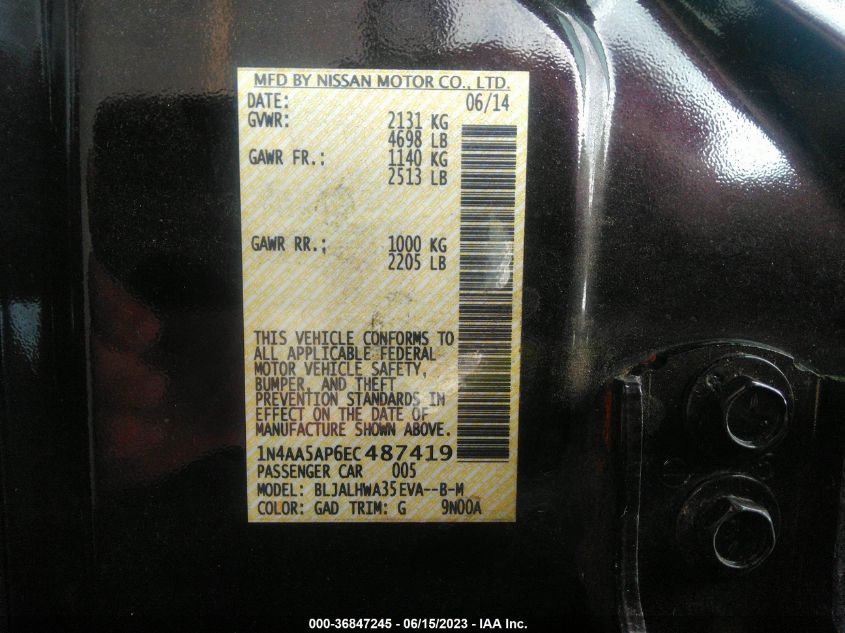 MFD BY NISSAN MOTOR CO., LTD.
DATE: 06/14
GVWR: 2131 KG
4698 LB
GAWR FR.: 1140 KG
2513 LB
GAWR RR.: 1000 KG
2205 LB
THIS VEHICLE CONFORMS TO
ALL APPLICABLE FEDERAL
MOTOR VEHICLE SAFETY,
BUMPER, AND THEFT
PREVENTION STANDARDS IN
EFFECT ON THE DATE OF
MANUFACTURE SHOWN ABOVE.
1N4AA5AP6EC487419
PASSENGER CAR 005
MODEL: BLJALHWA35EVA--B-M
COLOR: GAD TRIM: G 9N00A
000-36847245 - 06/15/2023 - IAA Inc.